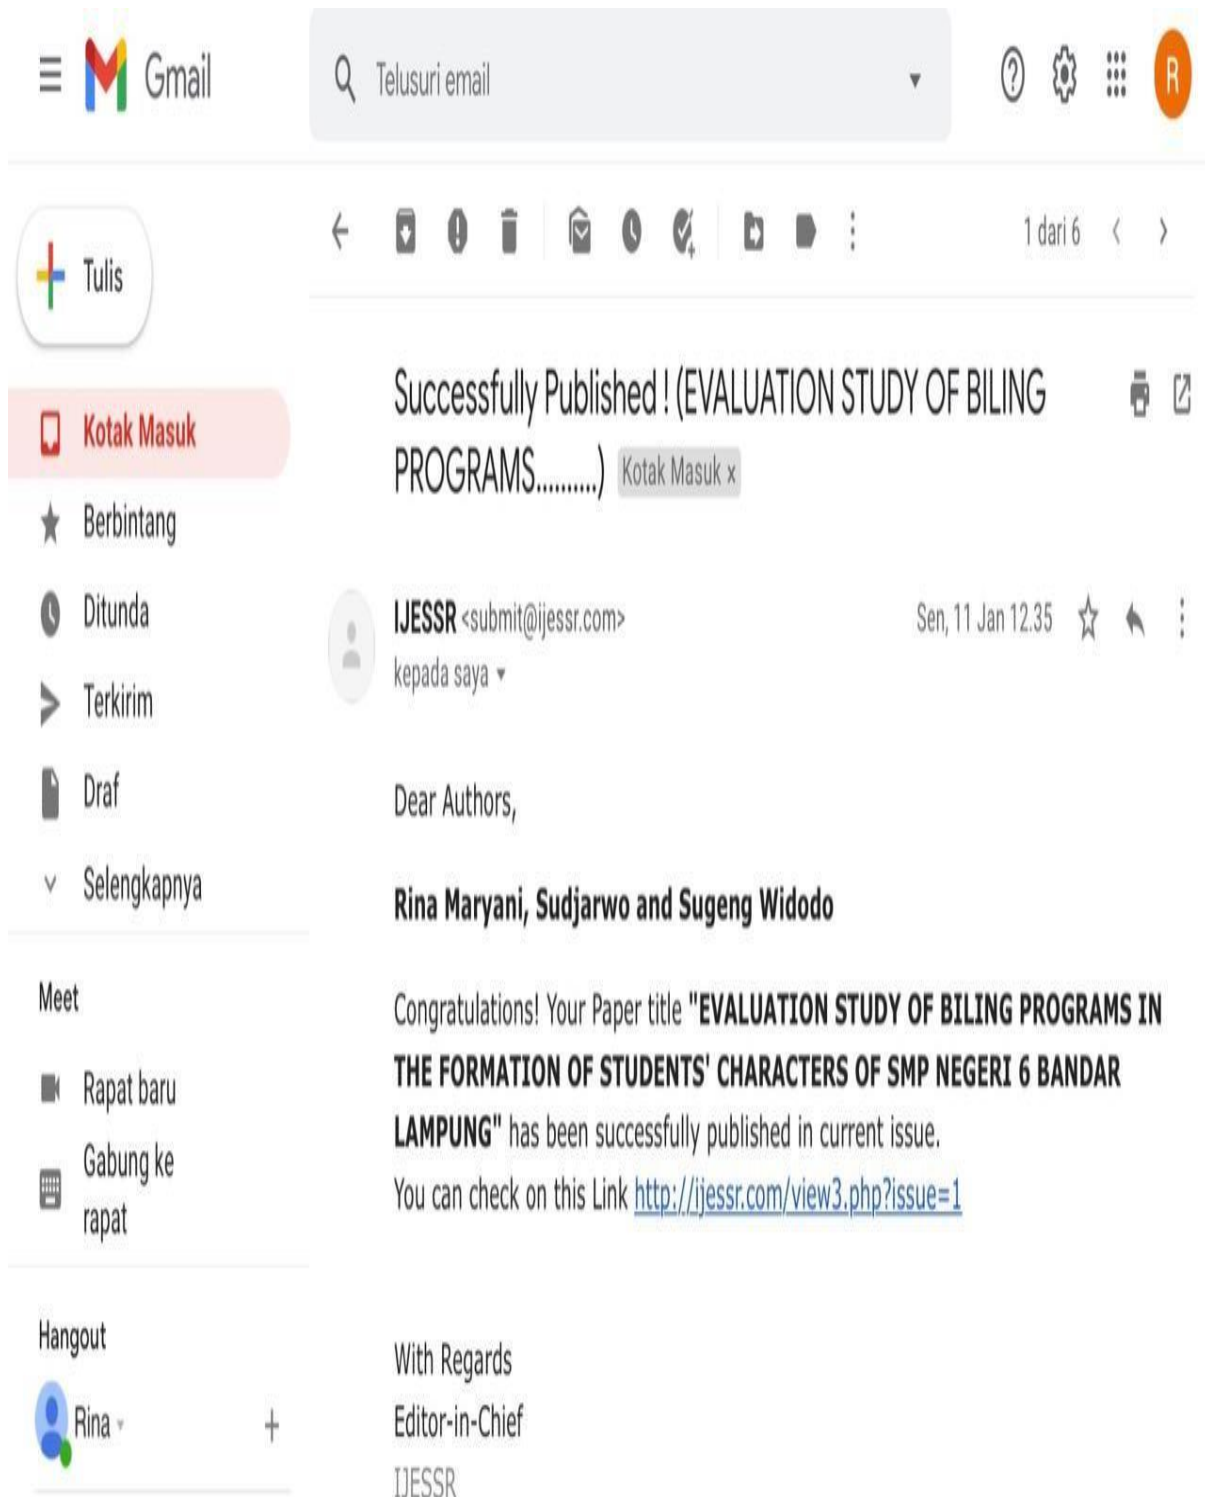 Gmail
Telusuri email
R
Tulis
1 dari 6
Kotak Masuk
Berbintang
Ditunda
Terkirim
Draf
Selengkapnya
Meet
Rapat baru
Gabung ke
rapat
Hangout
Rina
Successfully Published ! (EVALUATION STUDY OF BILING
PROGRAMS..........) Kotak Masuk x
IJESSR <submit@ijessr.com> Sen, 11 Jan 12.35
kepada saya
Dear Authors,
Rina Maryani, Sudjarwo and Sugeng Widodo
Congratulations! Your Paper title "EVALUATION STUDY OF BILING PROGRAMS IN
THE FORMATION OF STUDENTS' CHARACTERS OF SMP NEGERI 6 BANDAR
LAMPUNG" has been successfully published in current issue.
You can check on this Link http://ijessr.com/view3.php?issue=1
With Regards
Editor-in-Chief
IJESSR